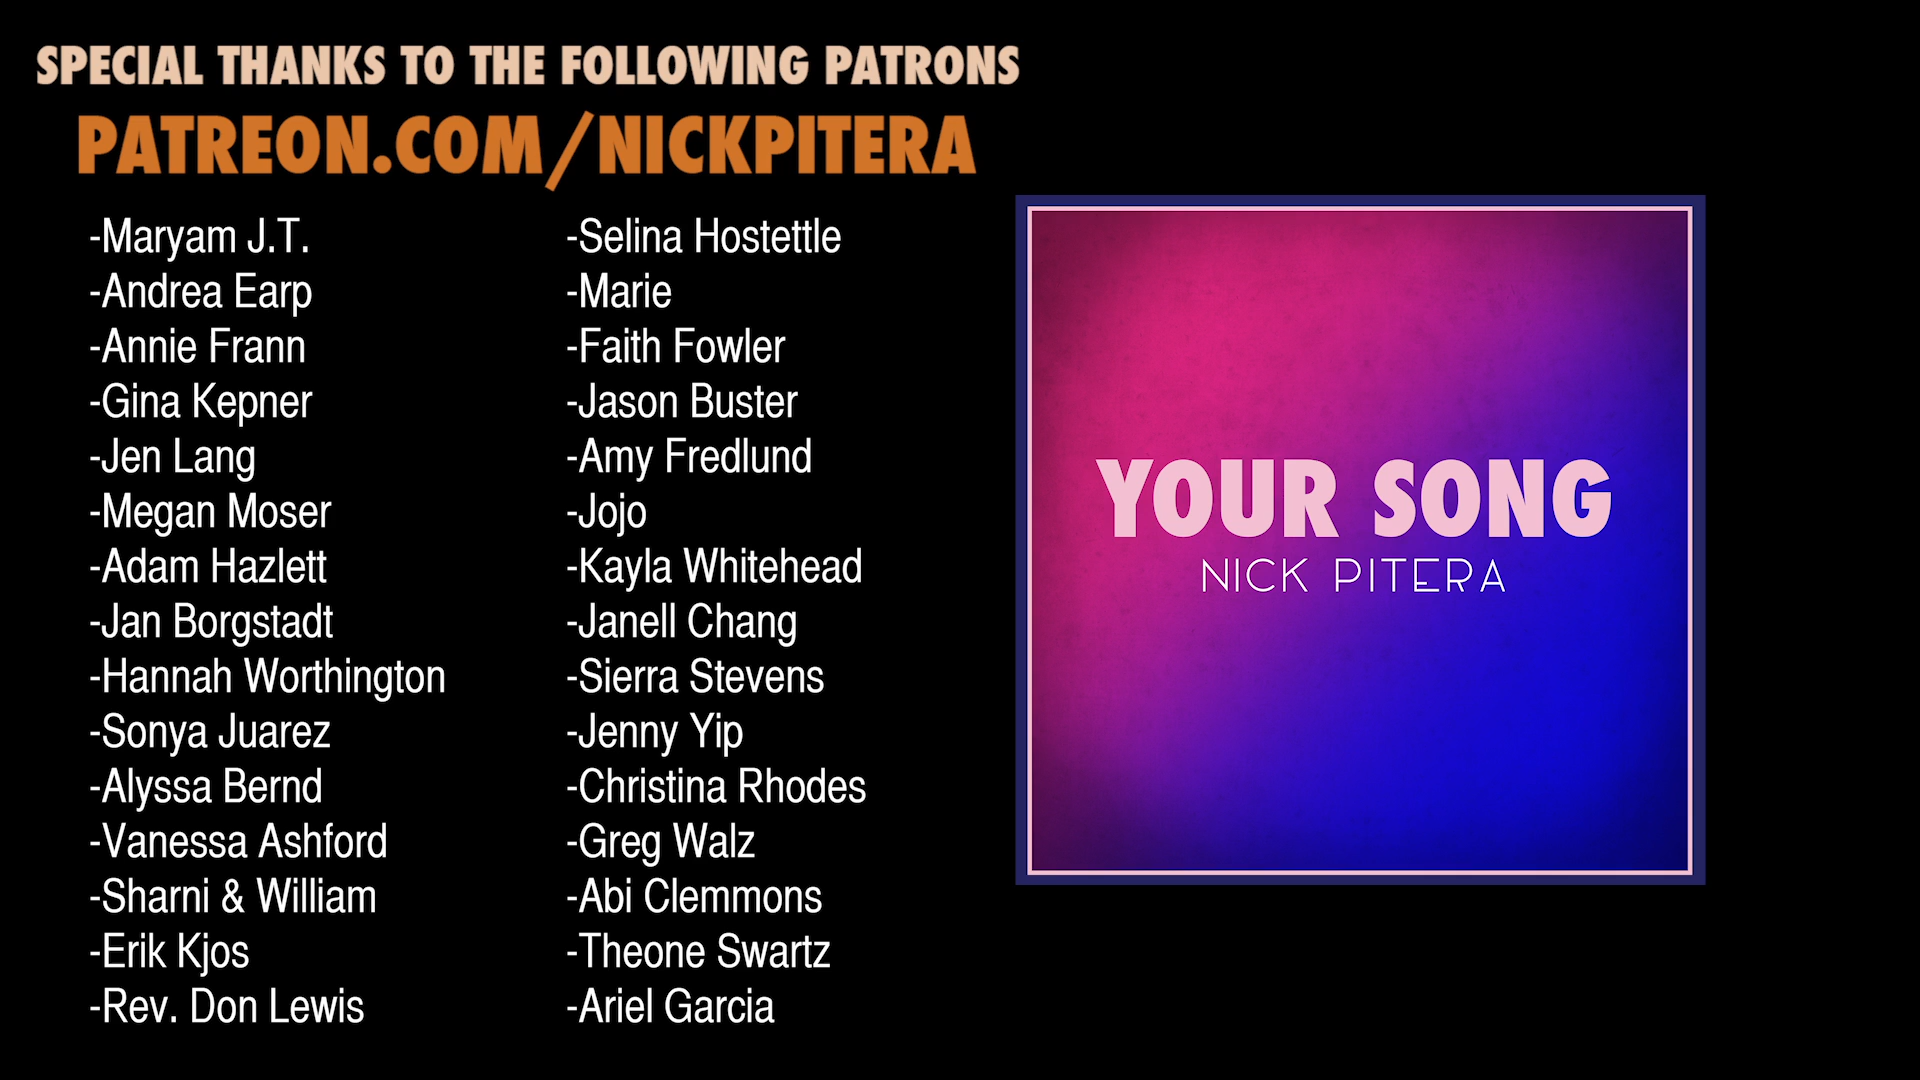 SPECIAL THANKS TO THE FOLLOWING PATRONS
PATREON.COM/NICKPITERA
-Maryam J.T.
-Andrea Earp
-Annie Frann
-Gina Kepner
-Jen Lang
-Megan Moser
-Adam Hazlett
-Jan Borgstadt
-Hannah Worthington
-Sonya Juarez
-Alyssa Bernd
-Vanessa Ashford
-Sharni & William
-Erik Kjos
-Rev. Don Lewis
-Selina Hostettle
-Marie
-Faith Fowler
-Jason Buster
-Amy Fredlund
-Jojo
-Kayla Whitehead
-Janell Chang
-Sierra Stevens
-Jenny Yip
-Christina Rhodes
-Greg Walz
-Abi Clemmons
-Theone Swartz
-Ariel Garcia
YOUR SONG
NICK PITERA